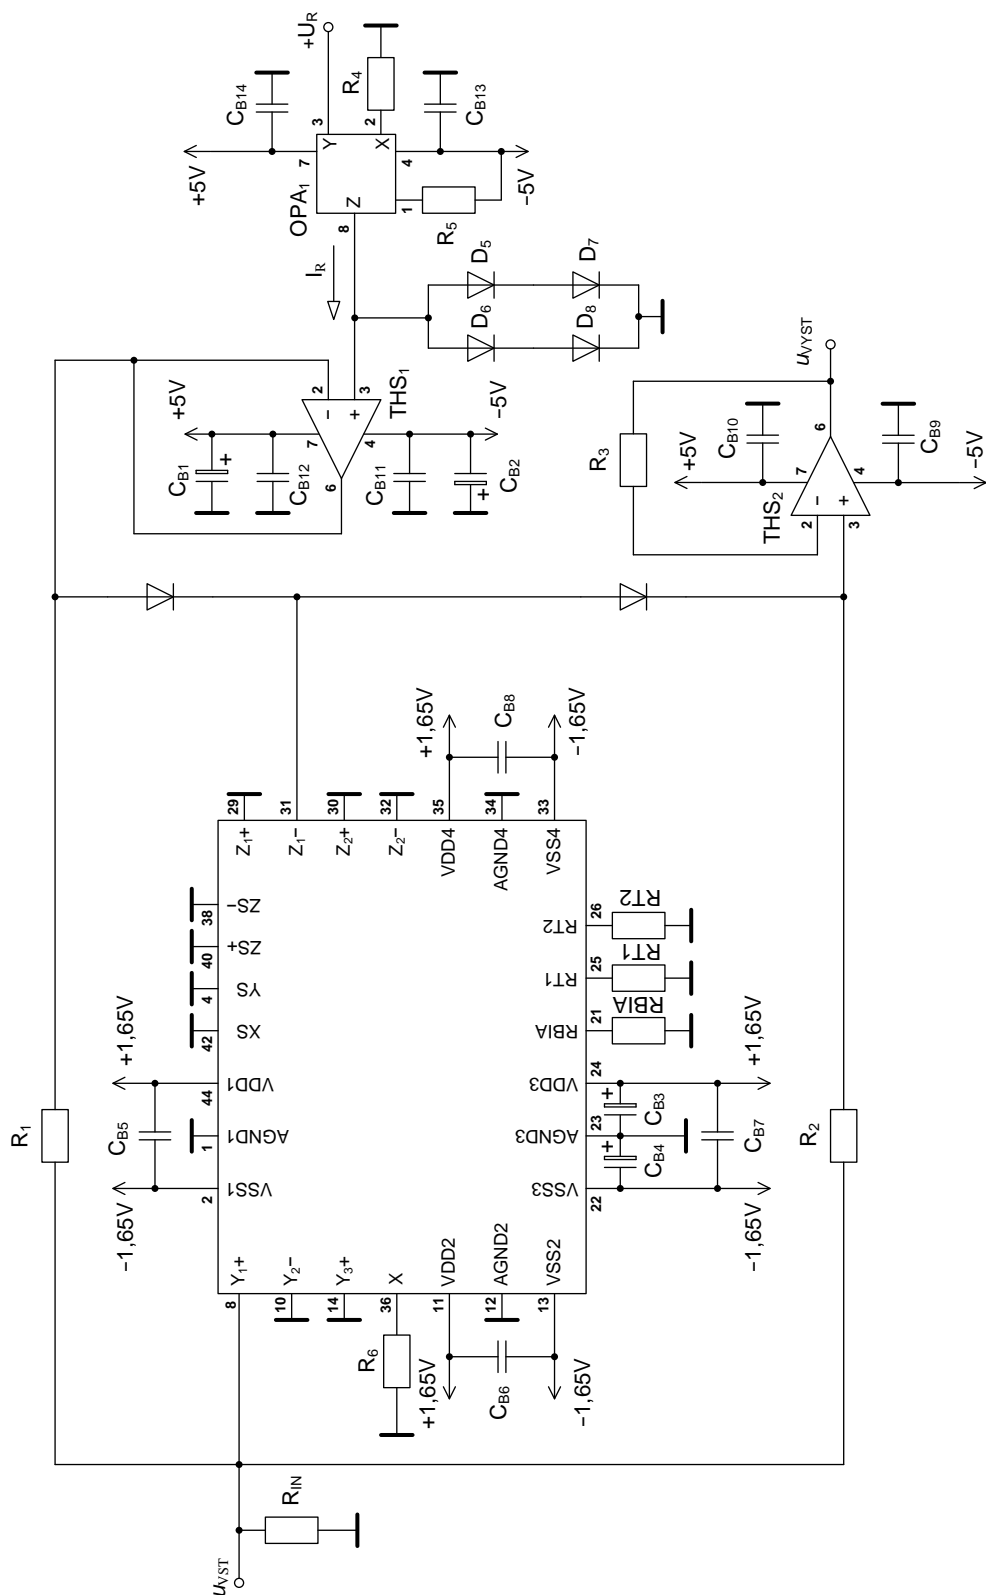 +U_R
C_B14
R_4
3
2
Y
X
C_B13
+5V
7
4
−5V
OPA_1
Z
1
R_5
8
I_R
D_5
D_7
D_6
D_8
2
3
−
+
THS_1
+5V
7
4
−5V
C_B1
+
C_B12
6
C_B11
+
C_B2
u_VYST
R_3
+5V
C_B10
6
C_B9
7
4
−5V
−
+
THS_2
2
3
+1,65V
C_B8
−1,65V
29
31
30
32
35
34
33
Z_1+
Z_1−
Z_2+
Z_2−
VDD4
AGND4
VSS4
38
ZS−
40
ZS+
4
YS
42
XS
44
VDD1
1
AGND1
2
VSS1
+1,65V
−1,65V
C_B5
R_1
RT2
26
RT2
RT1
25
RT1
RBIA
21
RBIA
VDD3
24
+1,65V
AGND3
23
+
C_B3
+
C_B4
C_B7
VSS3
22
−1,65V
R_2
Y_1+
Y_2−
Y_3+
X
VDD2
AGND2
VSS2
8
10
14
36
11
12
13
R_6
+1,65V
C_B6
−1,65V
R_IN
u_VST